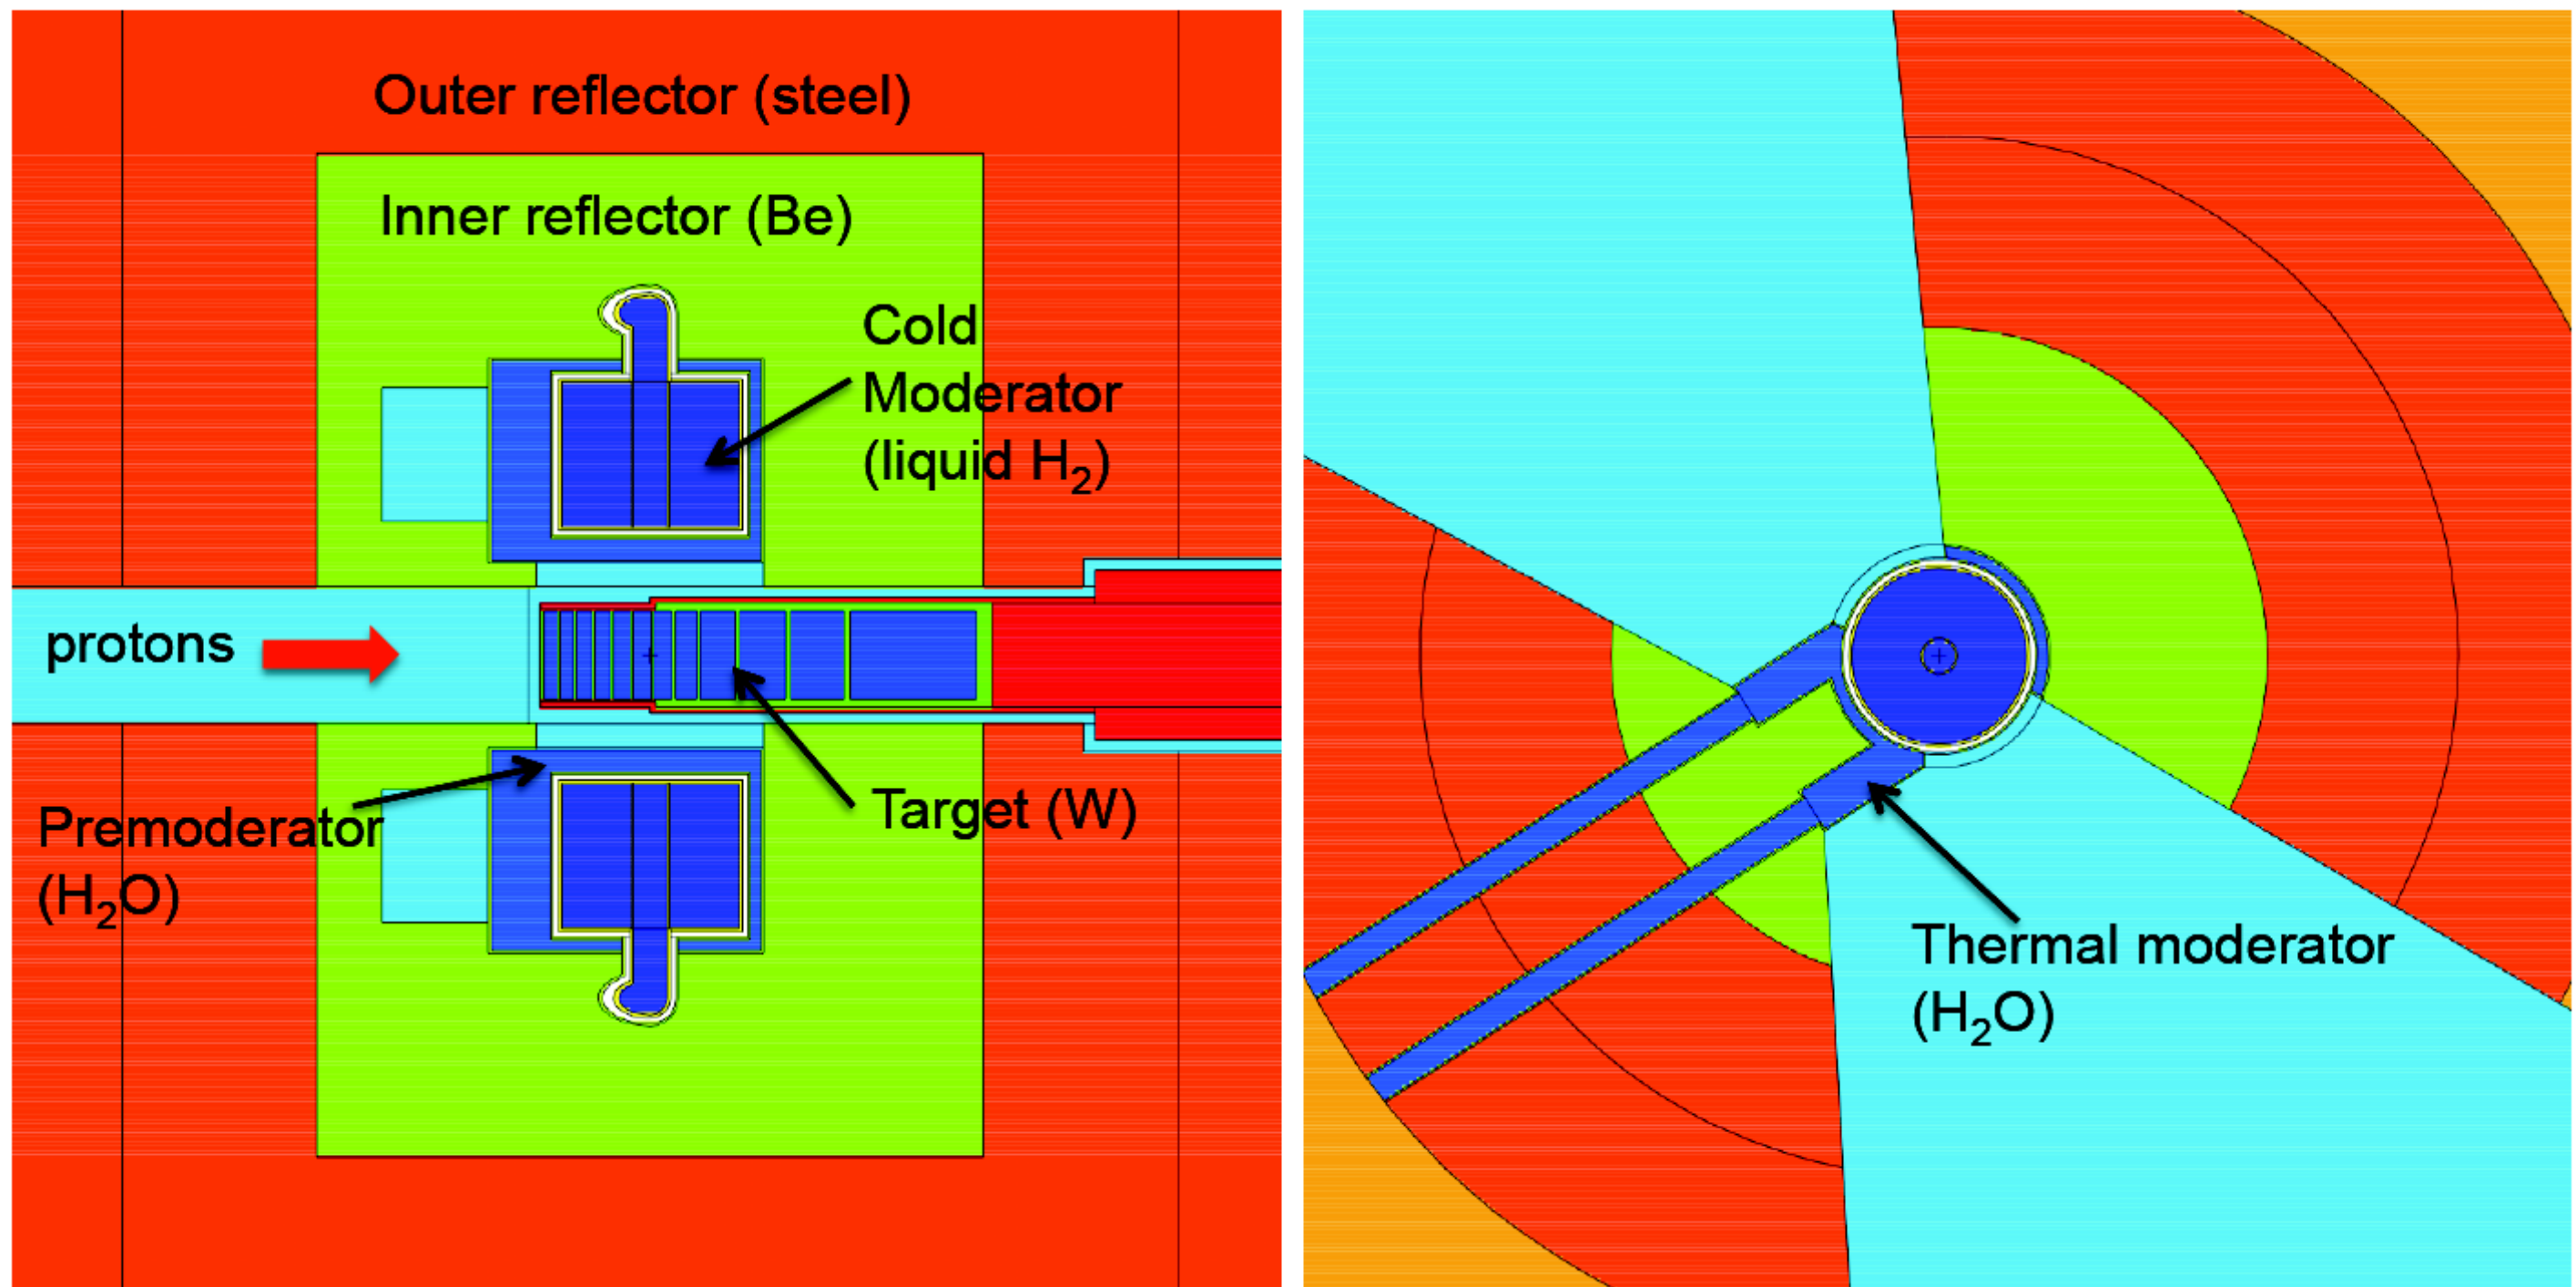 Outer reflector (steel)
Inner reflector (Be)
Cold
Moderator
(liquid H₂)
protons
Premoderator
(H₂O)
Target (W)
Thermal moderator
(H₂O)